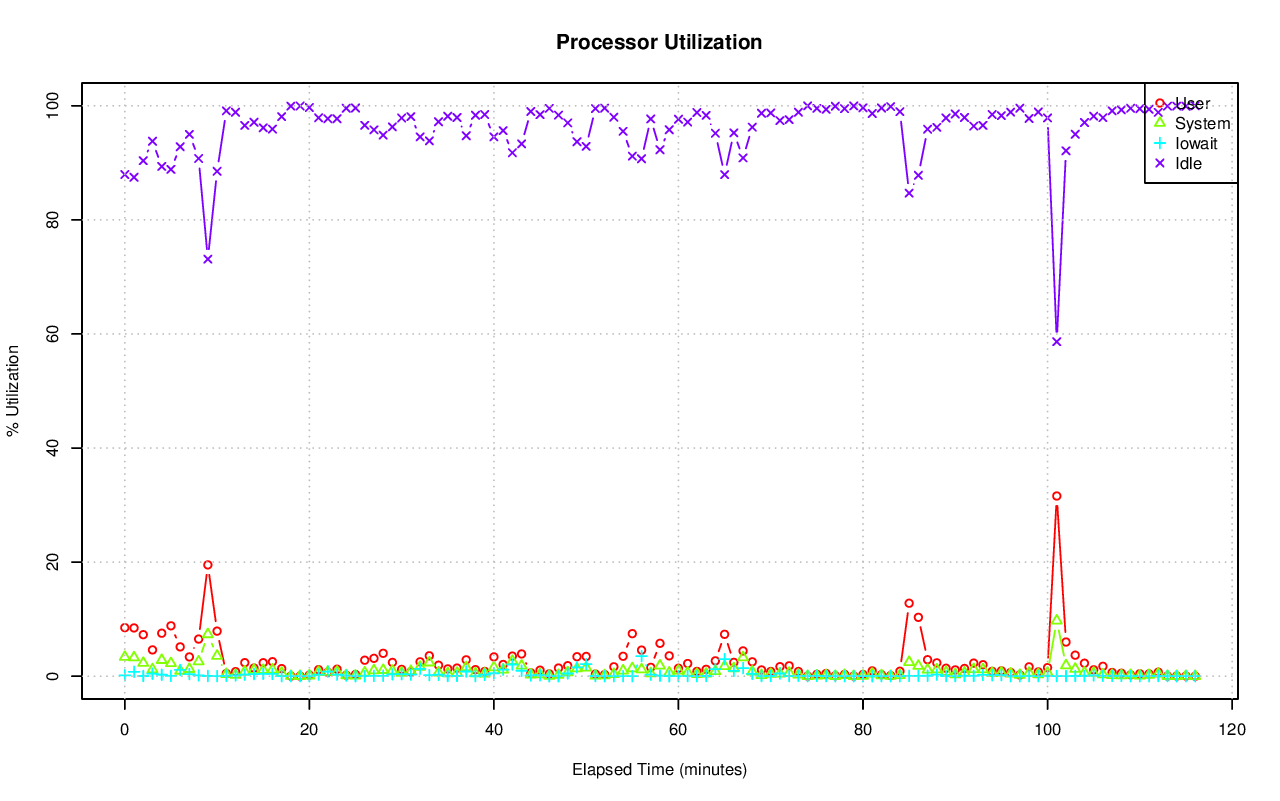 Processor Utilization
100
80
60
40
20
0
% Utilization
User
System
Iowait
Idle
0 20 40 60 80 100 120
Elapsed Time (minutes)